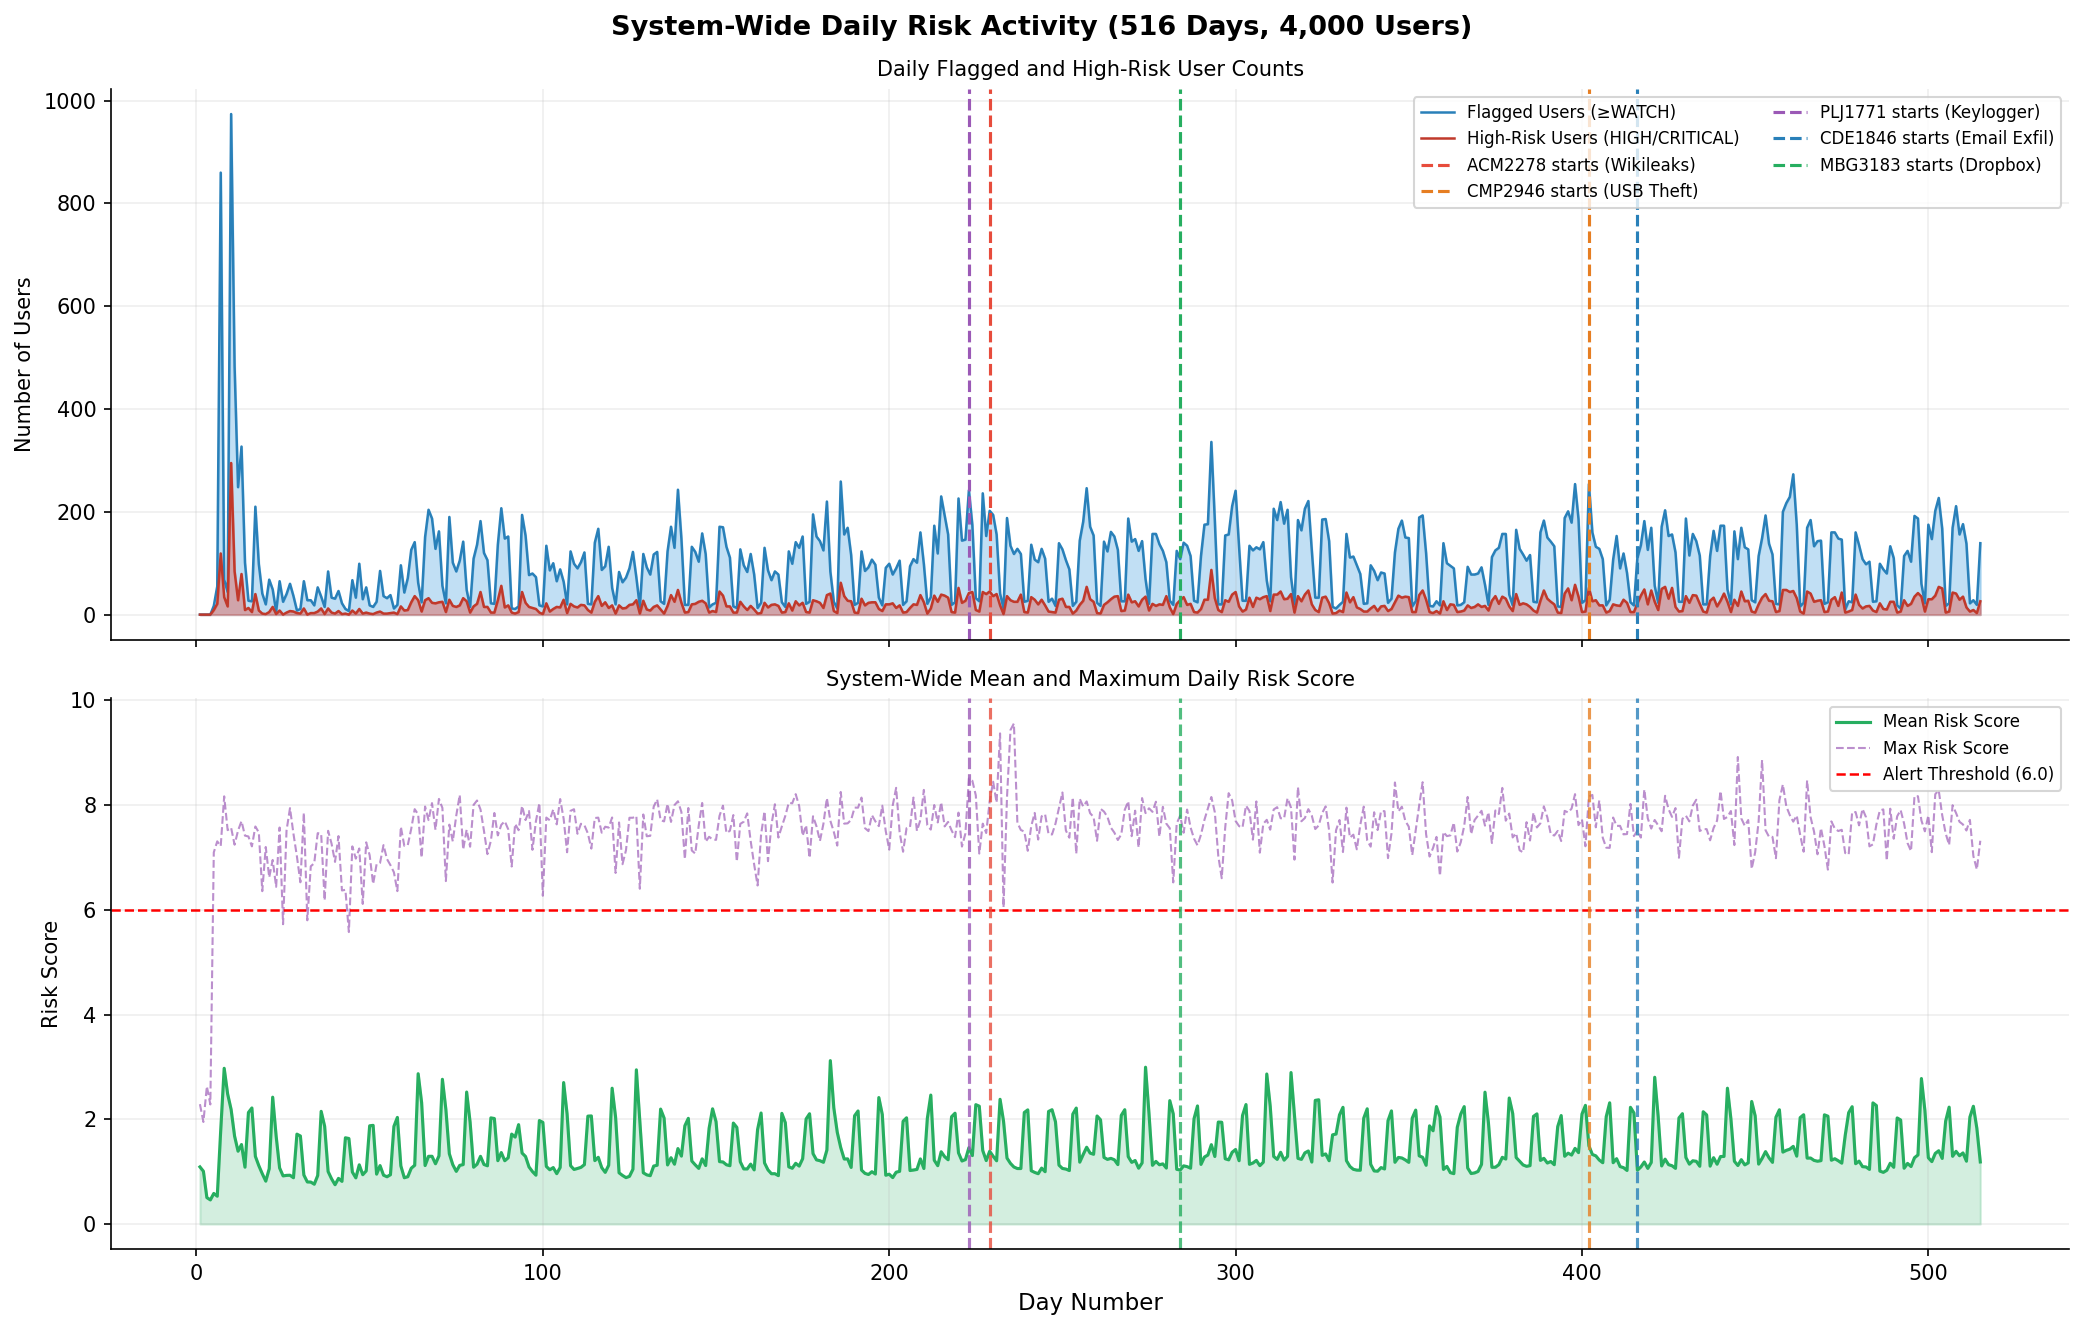 System-Wide Daily Risk Activity (516 Days, 4,000 Users)
Daily Flagged and High-Risk User Counts
Number of Users
1000
800
600
400
200
0
Flagged Users (≥WATCH)
High-Risk Users (HIGH/CRITICAL)
ACM2278 starts (Wikileaks)
CMP2946 starts (USB Theft)
PLJ1771 starts (Keylogger)
CDE1846 starts (Email Exfil)
MBG3183 starts (Dropbox)
System-Wide Mean and Maximum Daily Risk Score
Risk Score
10
8
6
4
2
0
Mean Risk Score
Max Risk Score
Alert Threshold (6.0)
0 100 200 300 400 500
Day Number